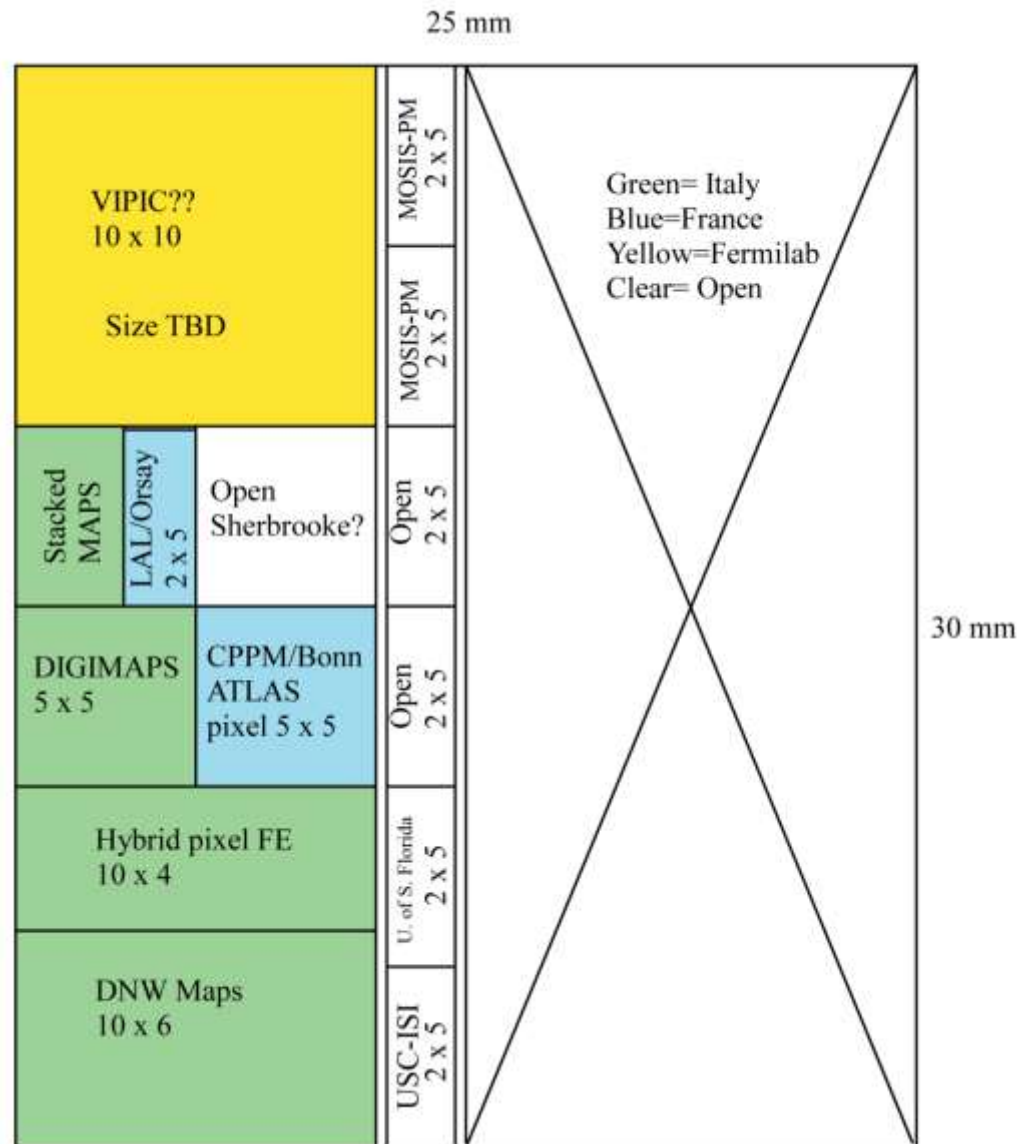 25 mm
VIPIC??
10 x 10
Size TBD
MOSIS-PM
2 x 5
MOSIS-PM
2 x 5
Green= Italy
Blue=France
Yellow=Fermilab
Clear= Open
Stacked
MAPS
LAL/Orsay
2 x 5
Open
Sherbrooke?
Open
2 x 5
DIGIMAPS
5 x 5
CPPM/Bonn
ATLAS
pixel 5 x 5
Open
2 x 5
30 mm
Hybrid pixel FE
10 x 4
U. of S. Florida
2 x 5
DNW Maps
10 x 6
USC-ISI
2 x 5